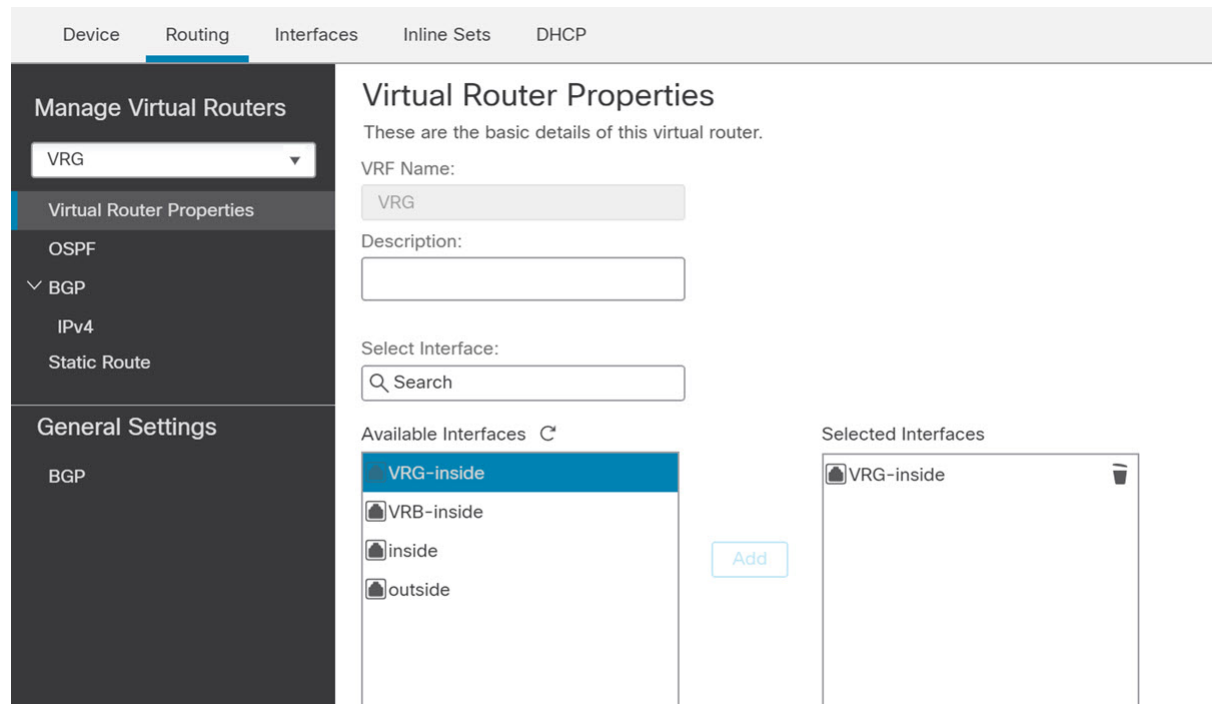 Device Routing Interfaces Inline Sets DHCP
Manage Virtual Routers
VRG
Virtual Router Properties
OSPF
BGP
IPv4
Static Route
General Settings
BGP
Virtual Router Properties
These are the basic details of this virtual router.
VRF Name:
VRG
Description:
Select Interface:
Search
Available Interfaces
VRG-inside
VRB-inside
inside
outside
Add
Selected Interfaces
VRG-inside